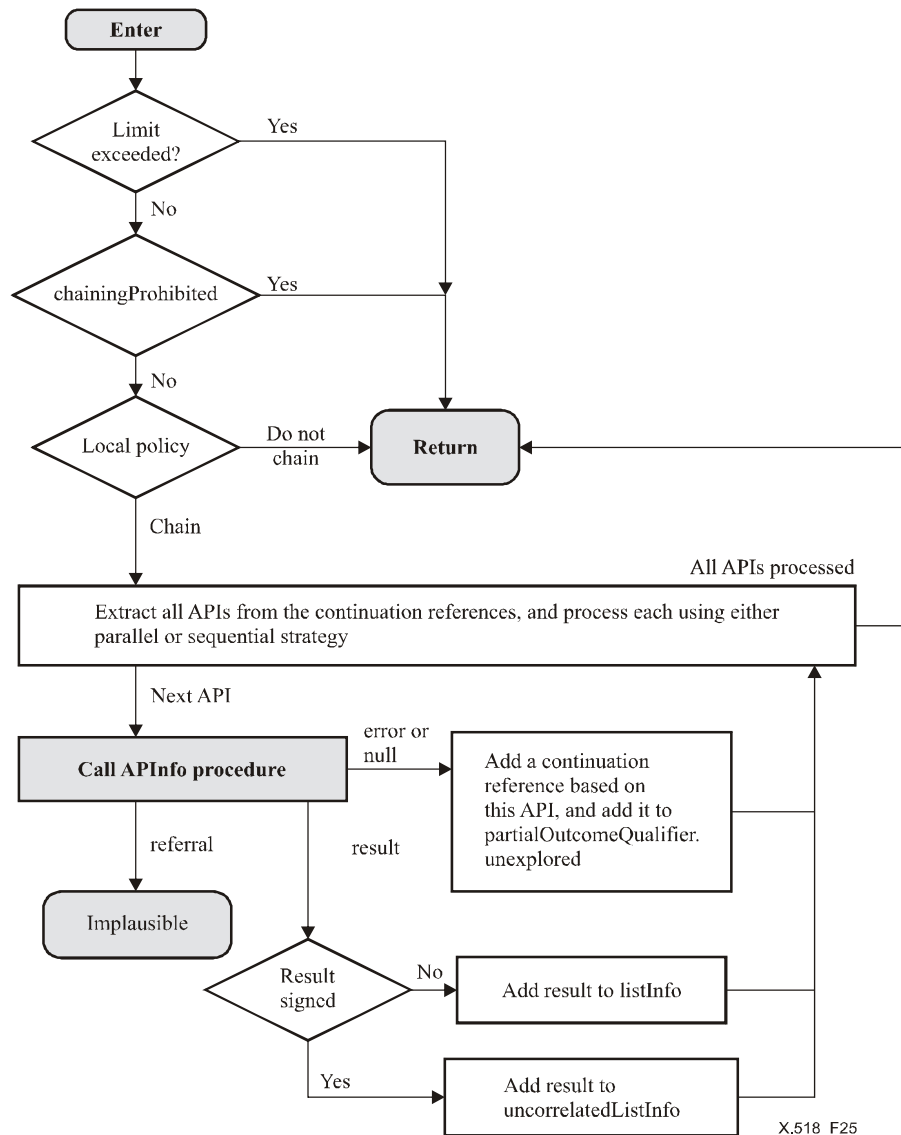 Enter
Limit
exceeded?
Yes
No
chainingProhibited
Yes
No
Local policy
Do not
chain
Return
Chain
All APIs processed
Extract all APIs from the continuation references, and process each using either
parallel or sequential strategy
Next API
Call APInfo procedure
error or
null
Add a continuation
reference based on
this API, and add it to
partialOutcomeQualifier.
unexplored
referral
result
Implausible
Result
signed
No
Add result to listInfo
Yes
Add result to
uncorrelatedListInfo
X.518_F25